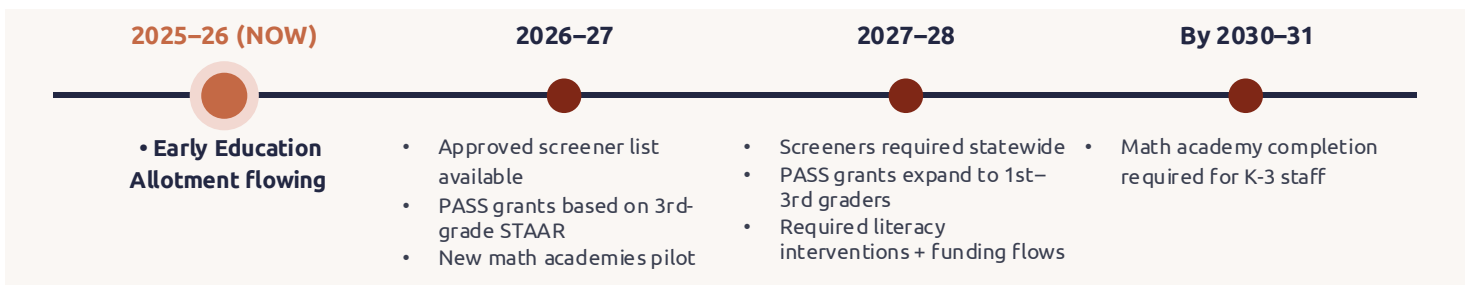 2025–26 (NOW)
• Early Education
Allotment flowing
2026–27
• Approved screener list
available
• PASS grants based on 3rd-
grade STAAR
• New math academies pilot
2027–28
• Screeners required statewide
• PASS grants expand to 1st–
3rd graders
• Required literacy
interventions + funding flows
By 2030–31
• Math academy completion
required for K-3 staff